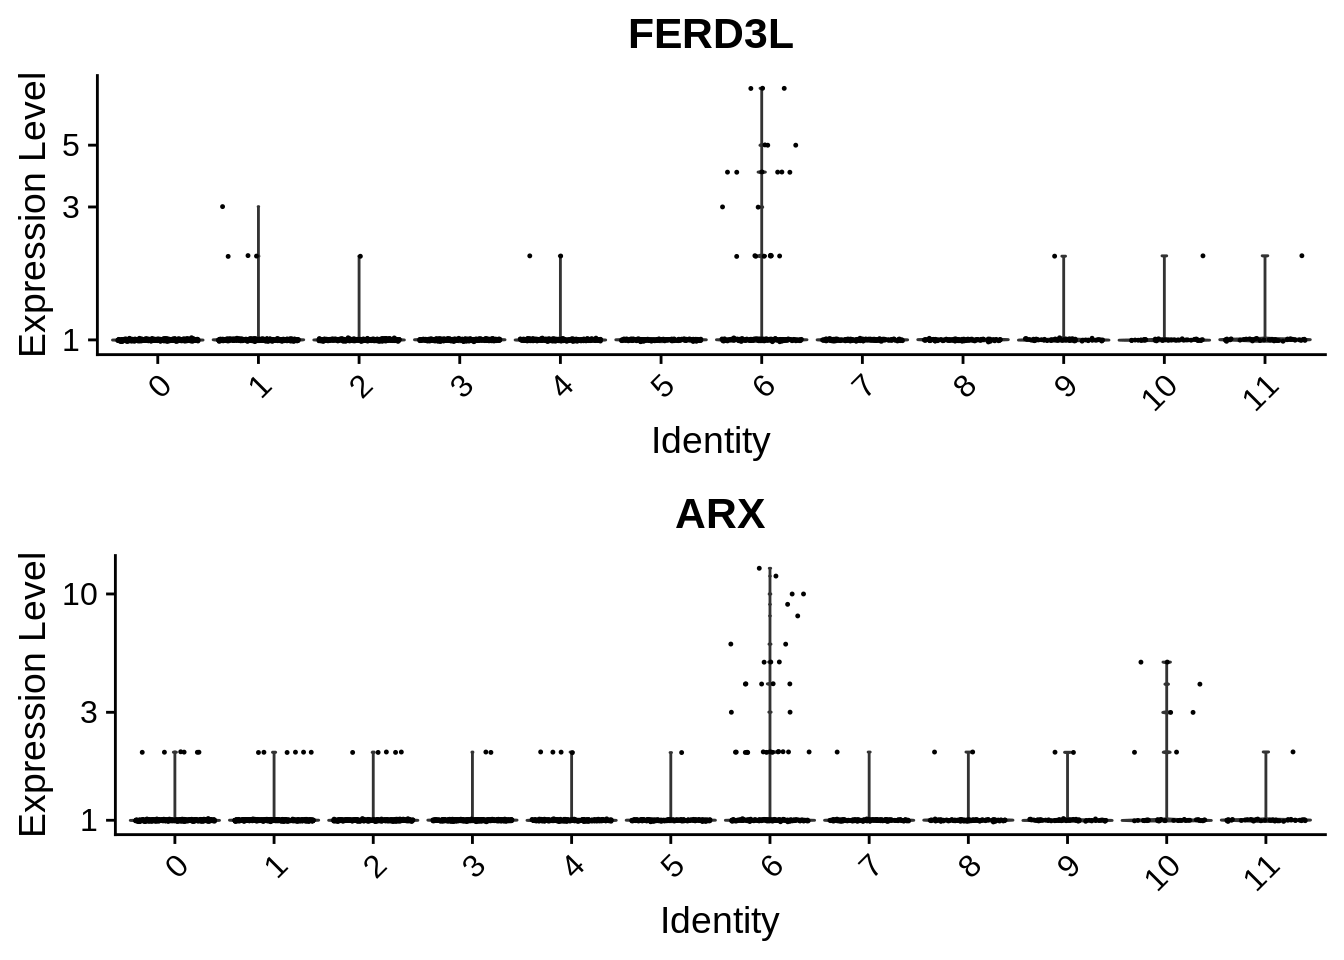 FERD3L
Expression Level
5
3
1
0 1 2 3 4 5 6 7 8 9 10 11
Identity
ARX
Expression Level
10
3
1
0 1 2 3 4 5 6 7 8 9 10 11
Identity